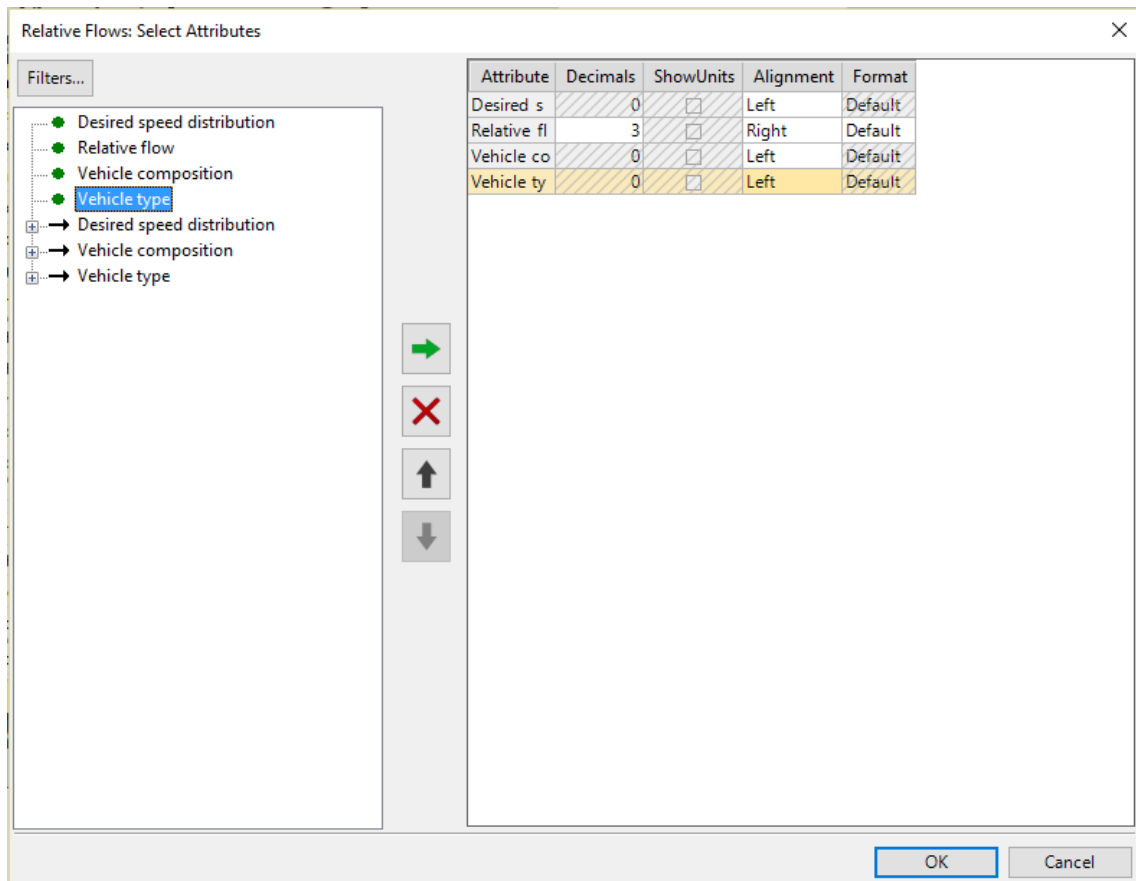 Relative Flows: Select Attributes
Filters...
Desired speed distribution
Relative flow
Vehicle composition
Vehicle type
Desired speed distribution
Vehicle composition
Vehicle type
Attribute Decimals ShowUnits Alignment Format
Desired s 0 Left Default
Relative fl 3 Right Default
Vehicle co 0 Left Default
Vehicle ty 0 Left Default
OK Cancel